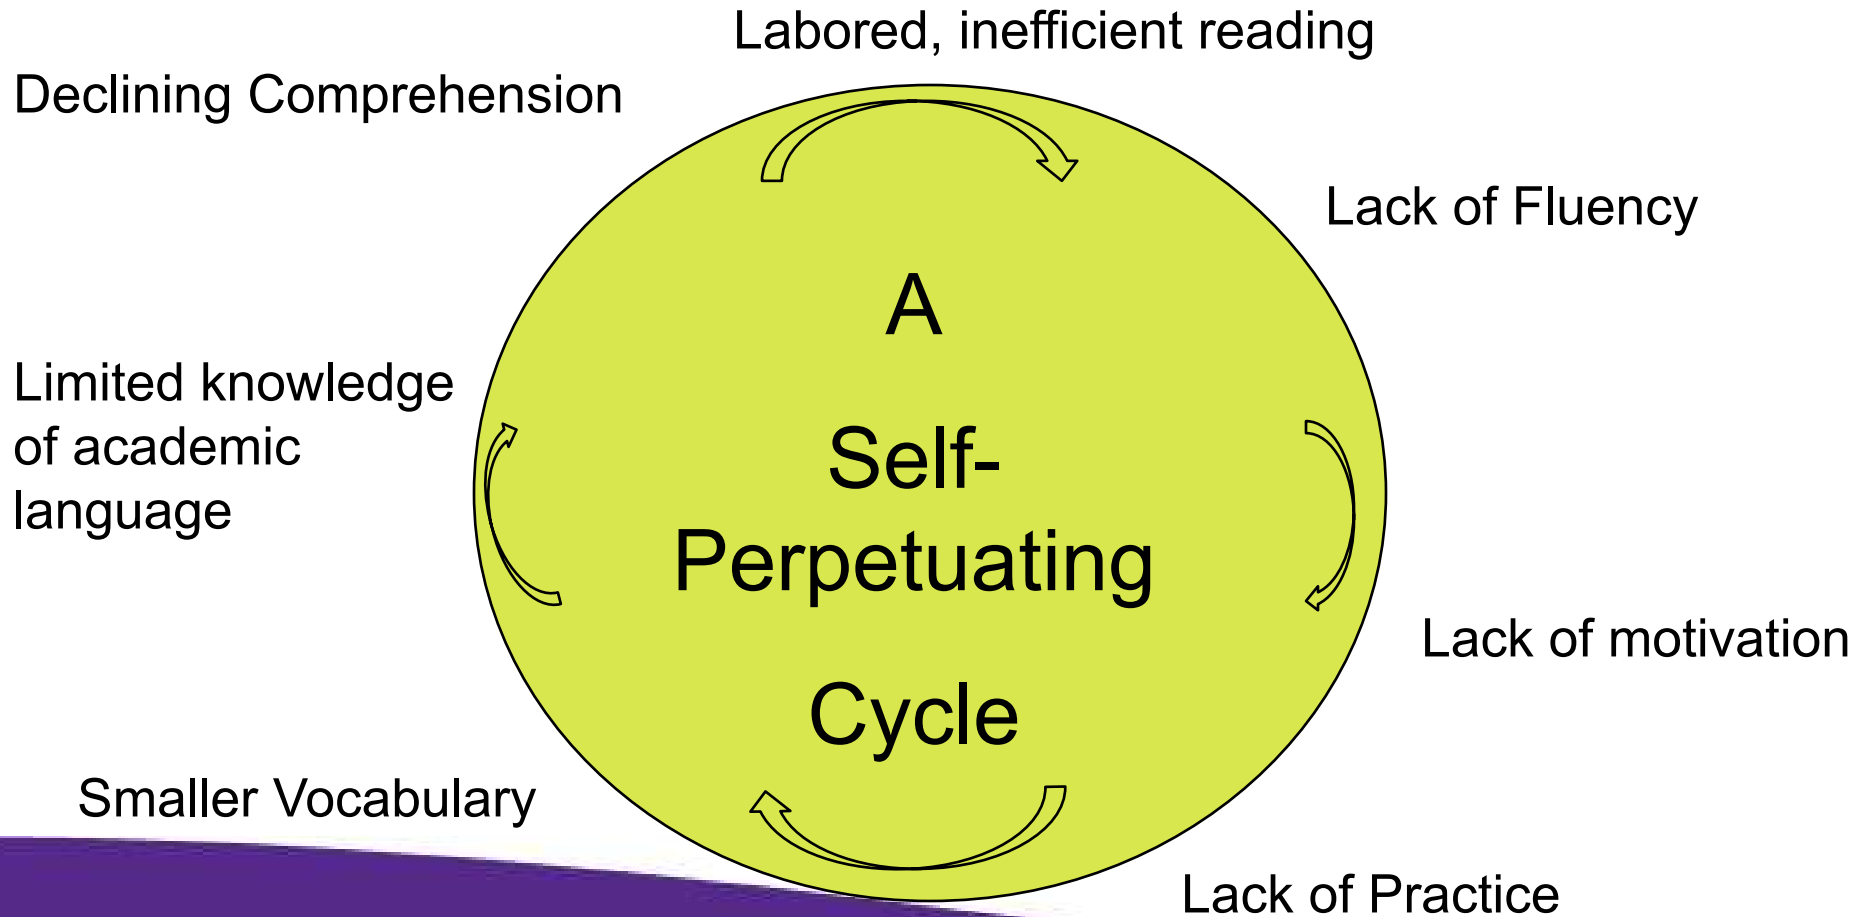 Labored, inefficient reading
Declining Comprehension
Lack of Fluency
A
Self-
Perpetuating
Cycle
Limited knowledge
of academic
language
Lack of motivation
Smaller Vocabulary
Lack of Practice